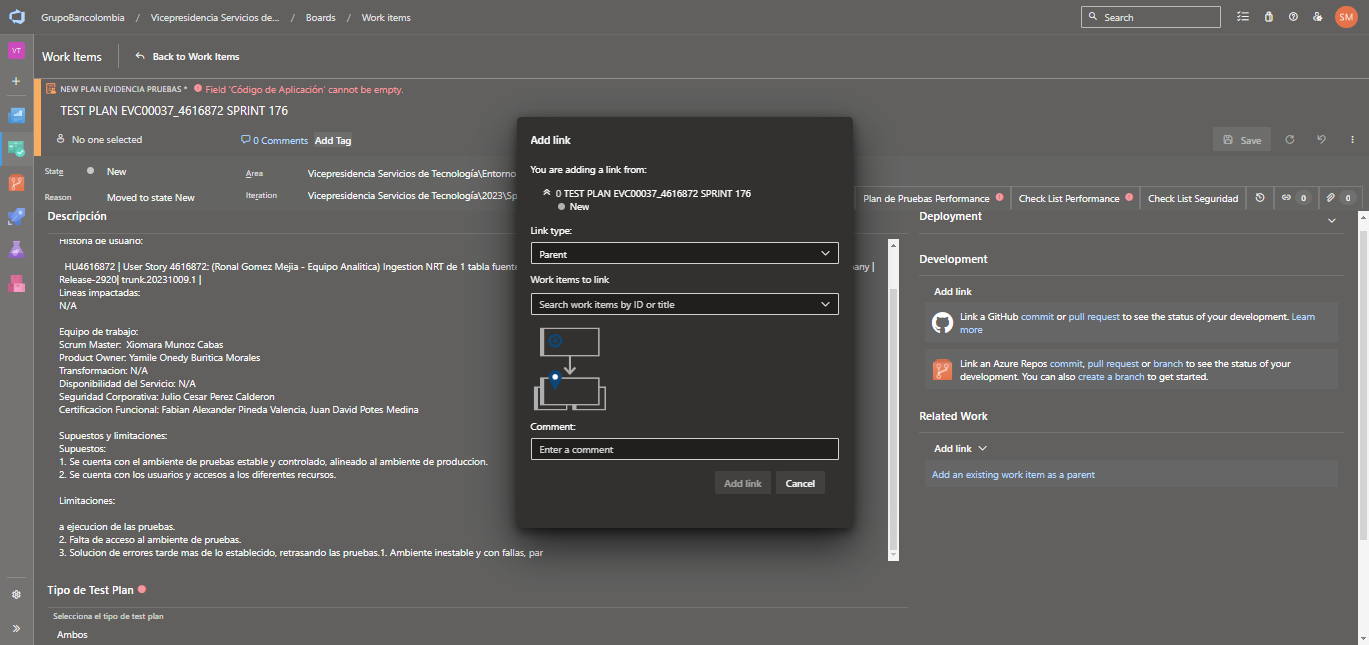 GrupoBancolombia / Vicepresidencia Servicios de... / Boards / Work items
Search
SM
VT
Work Items
Back to Work Items
NEW PLAN EVIDENCIA PRUEBAS * Field 'Código de Aplicación' cannot be empty.
TEST PLAN EVC00037_4616872 SPRINT 176
No one selected
0 Comments
Add Tag
Save
State
New
Area
Vicepresidencia Servicios de Tecnología\Entorno
Reason
Moved to state New
Iteration
Vicepresidencia Servicios de Tecnología\2023\Sp
Plan de Pruebas Performance
Check List Performance
Check List Seguridad
0
0
Descripción
Historia de usuario:
HU4616872 | User Story 4616872: (Ronal Gomez Mejia - Equipo Analitica) Ingestion NRT de 1 tabla fuente
any |
Release-2920| trunk.20231009.1 |
Lineas impactadas:
N/A
Equipo de trabajo:
Scrum Master: Xiomara Munoz Cabas
Product Owner: Yamile Onedy Buritica Morales
Transformacion: N/A
Disponibilidad del Servicio: N/A
Seguridad Corporativa: Julio Cesar Perez Calderon
Certificacion Funcional: Fabian Alexander Pineda Valencia, Juan David Potes Medina
Supuestos y limitaciones:
Supuestos:
1. Se cuenta con el ambiente de pruebas estable y controlado, alineado al ambiente de produccion.
2. Se cuenta con los usuarios y accesos a los diferentes recursos.
Limitaciones:
a ejecucion de las pruebas.
2. Falta de acceso al ambiente de pruebas.
3. Solucion de errores tarde mas de lo establecido, retrasando las pruebas.1. Ambiente inestable y con fallas, par
Tipo de Test Plan
Selecciona el tipo de test plan
Ambos
Add link
You are adding a link from:
0 TEST PLAN EVC00037_4616872 SPRINT 176
New
Link type:
Parent
Work items to link
Search work items by ID or title
Comment:
Enter a comment
Add link
Cancel
Deployment
Development
Add link
Link a GitHub commit or pull request to see the status of your development. Learn
more
Link an Azure Repos commit, pull request or branch to see the status of your
development. You can also create a branch to get started.
Related Work
Add link
Add an existing work item as a parent